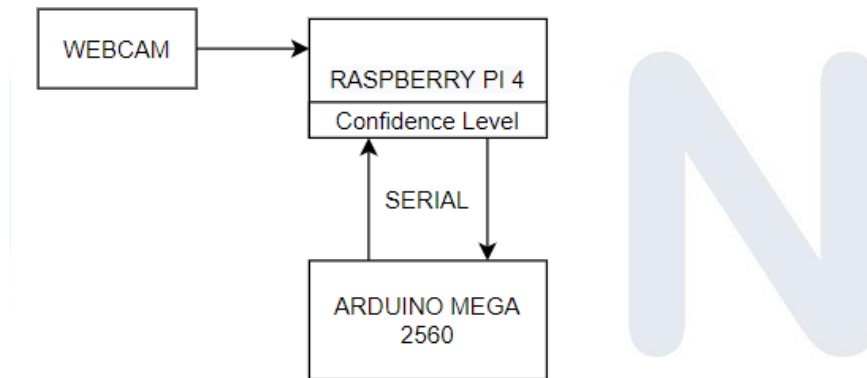 WEBCAM
RASPBERRY PI 4
Confidence Level
SERIAL
ARDUINO MEGA
2560
N